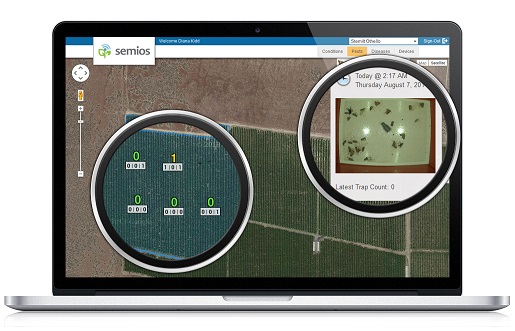 semios
Welcome Diana Kidd
Stemilt Othello
Sign Out
Conditions
Pests
Diseases
Devices
Map
Satellite
Today @ 2:17 AM
Thursday August 7, 201
Latest Trap Count: 0
0
0 0 1
1
1 0 1
0
0 0 0
0
0 0 0
0
0 0 1